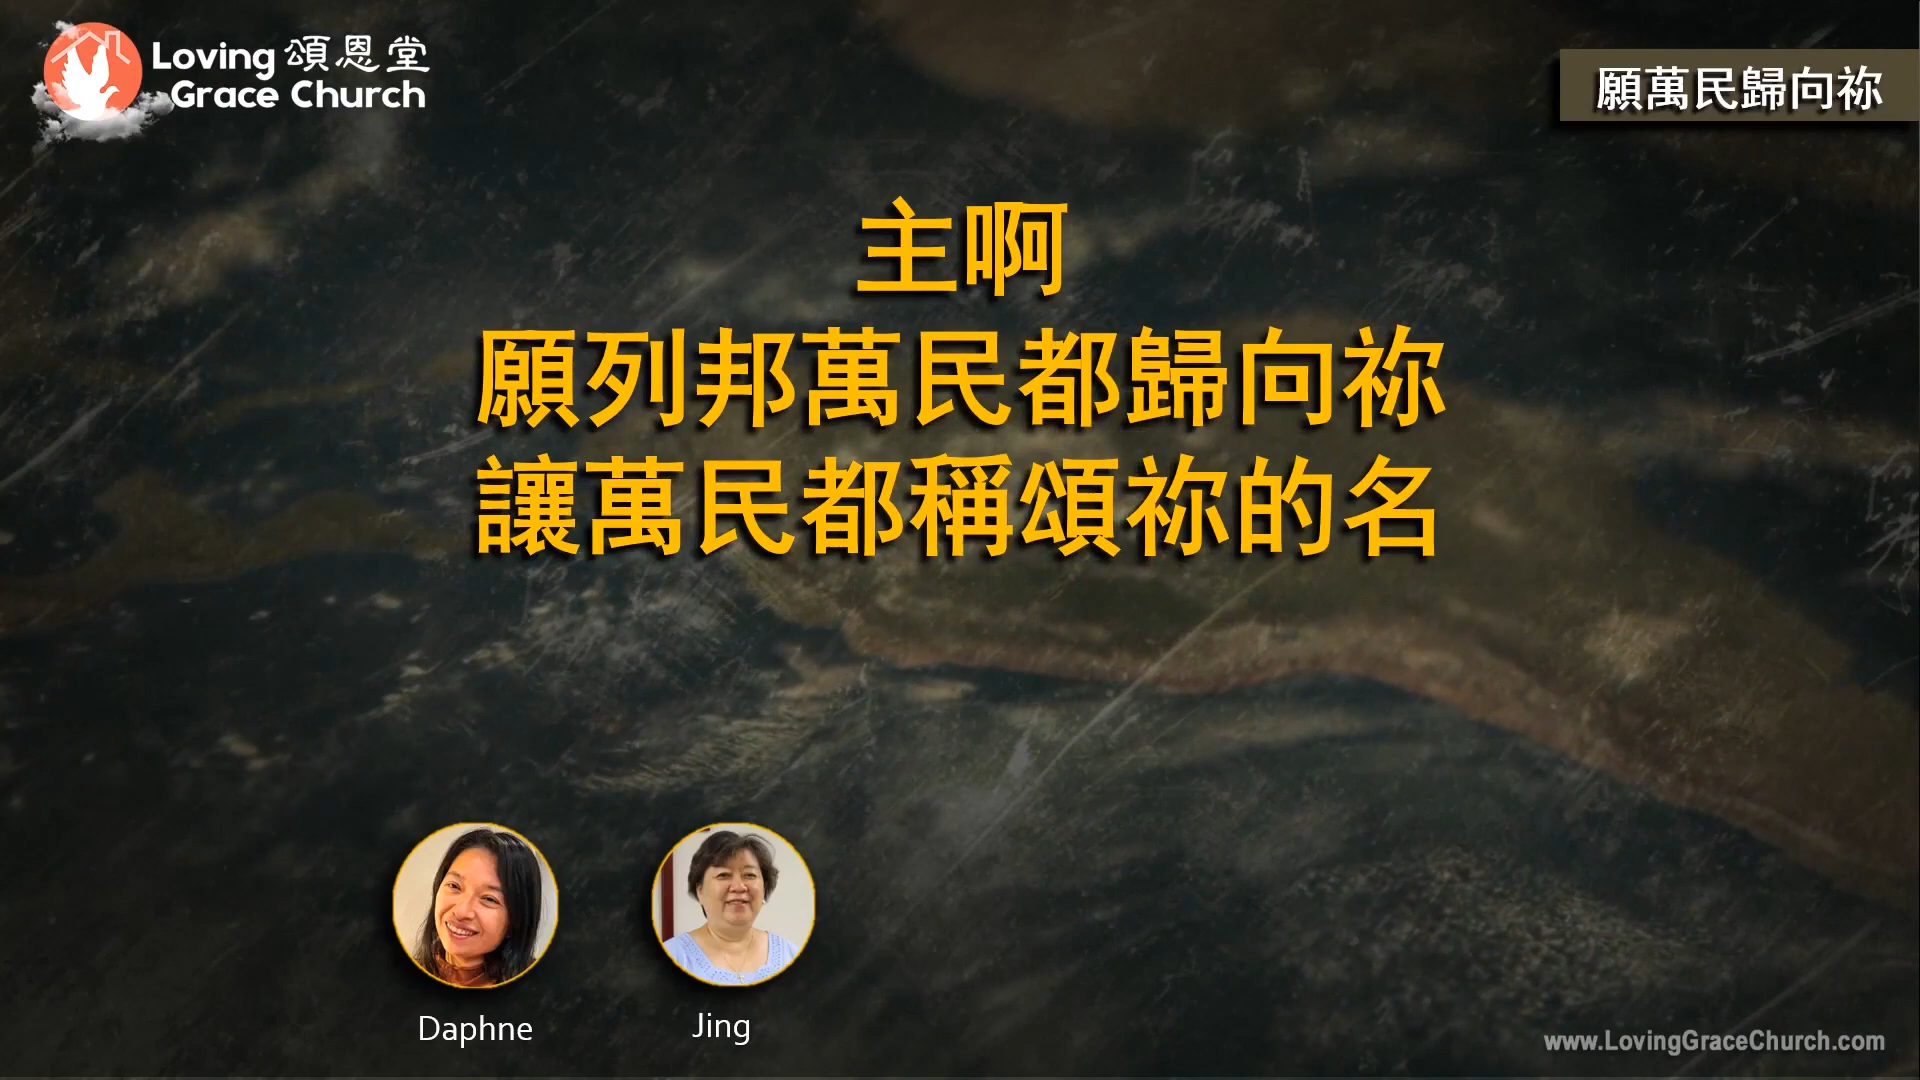 Loving 頌恩堂
Grace Church
願萬民歸向祢
主啊
願列邦萬民都歸向祢
讓萬民都稱頌祢的名
Daphne
Jing
www.LovingGraceChurch.com